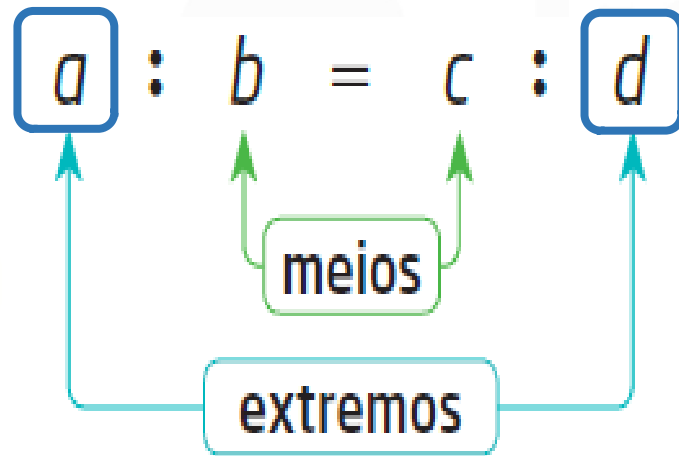 a : b = c : d
meios
extremos